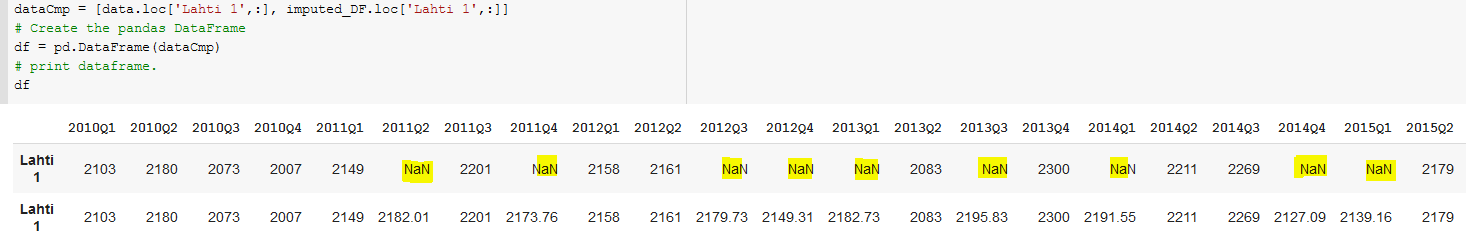 dataCmp = [data.loc['Lahti 1',:], imputed_DF.loc['Lahti 1',:]]
# Create the pandas DataFrame
df = pd.DataFrame(dataCmp)
# print dataframe.
df
2010Q1 2010Q2 2010Q3 2010Q4 2011Q1 2011Q2 2011Q3 2011Q4 2012Q1 2012Q2 2012Q3 2012Q4 2013Q1 2013Q2 2013Q3 2013Q4 2014Q1 2014Q2 2014Q3 2014Q4 2015Q1 2015Q2
Lahti 1 2103 2180 2073 2007 2149 NaN 2201 NaN 2158 2161 NaN NaN NaN 2083 NaN 2300 NaN 2211 2269 NaN NaN 2179
Lahti 1 2103 2180 2073 2007 2149 2182.01 2201 2173.76 2158 2161 2179.73 2149.31 2182.73 2083 2195.83 2300 2191.55 2211 2269 2127.09 2139.16 2179